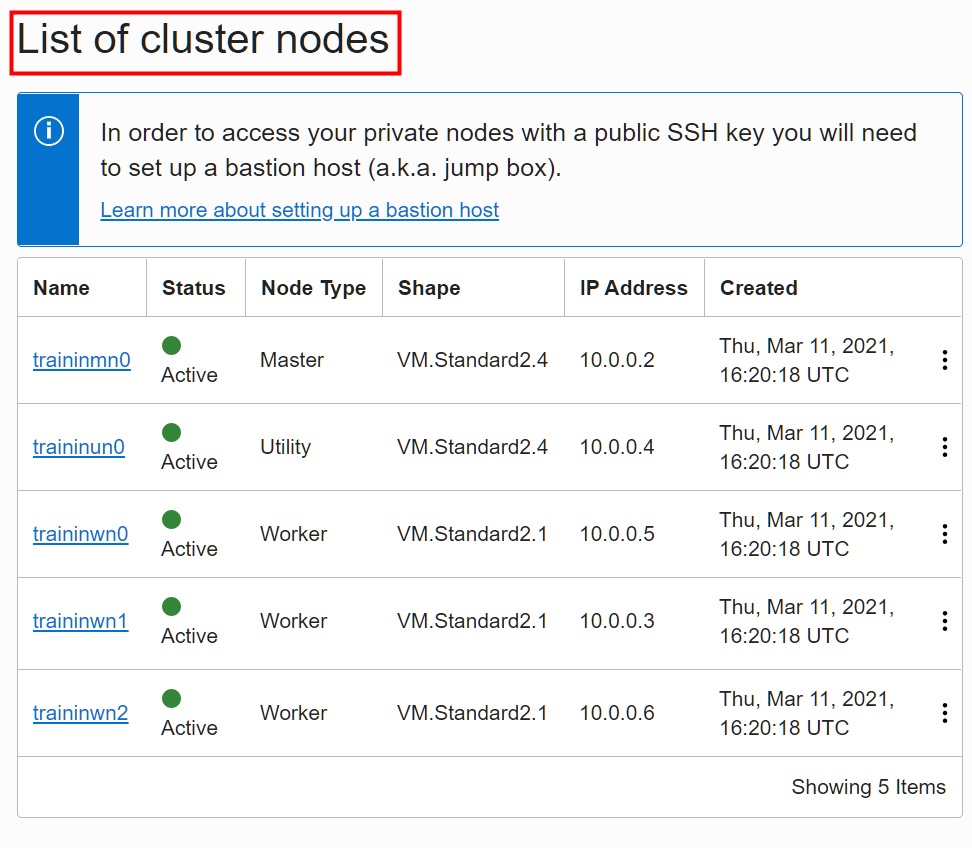 List of cluster nodes
In order to access your private nodes with a public SSH key you will need
to set up a bastion host (a.k.a. jump box).
Learn more about setting up a bastion host
Name Status Node Type Shape IP Address Created
traininmn0 Active Master VM.Standard2.4 10.0.0.2 Thu, Mar 11, 2021,
16:20:18 UTC
traininun0 Active Utility VM.Standard2.4 10.0.0.4 Thu, Mar 11, 2021,
16:20:18 UTC
traininwn0 Active Worker VM.Standard2.1 10.0.0.5 Thu, Mar 11, 2021,
16:20:18 UTC
traininwn1 Active Worker VM.Standard2.1 10.0.0.3 Thu, Mar 11, 2021,
16:20:18 UTC
traininwn2 Active Worker VM.Standard2.1 10.0.0.6 Thu, Mar 11, 2021,
16:20:18 UTC
Showing 5 Items